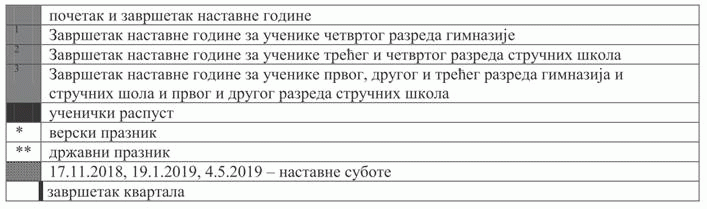 почетак и завршетак наставне године
1 Завршетак наставне године за ученике четвртог разреда гимназије
2 Завршетак наставне године за ученике трећег и четвртог разреда стручних школа
3 Завршетак наставне године за ученике првог, другог и трећег разреда гимназија и
стручних шола и првог и другог разреда стручних школа
ученички распуст
* верски празник
** државни празник
17.11.2018, 19.1.2019, 4.5.2019 – наставне суботе
завршетак квартала